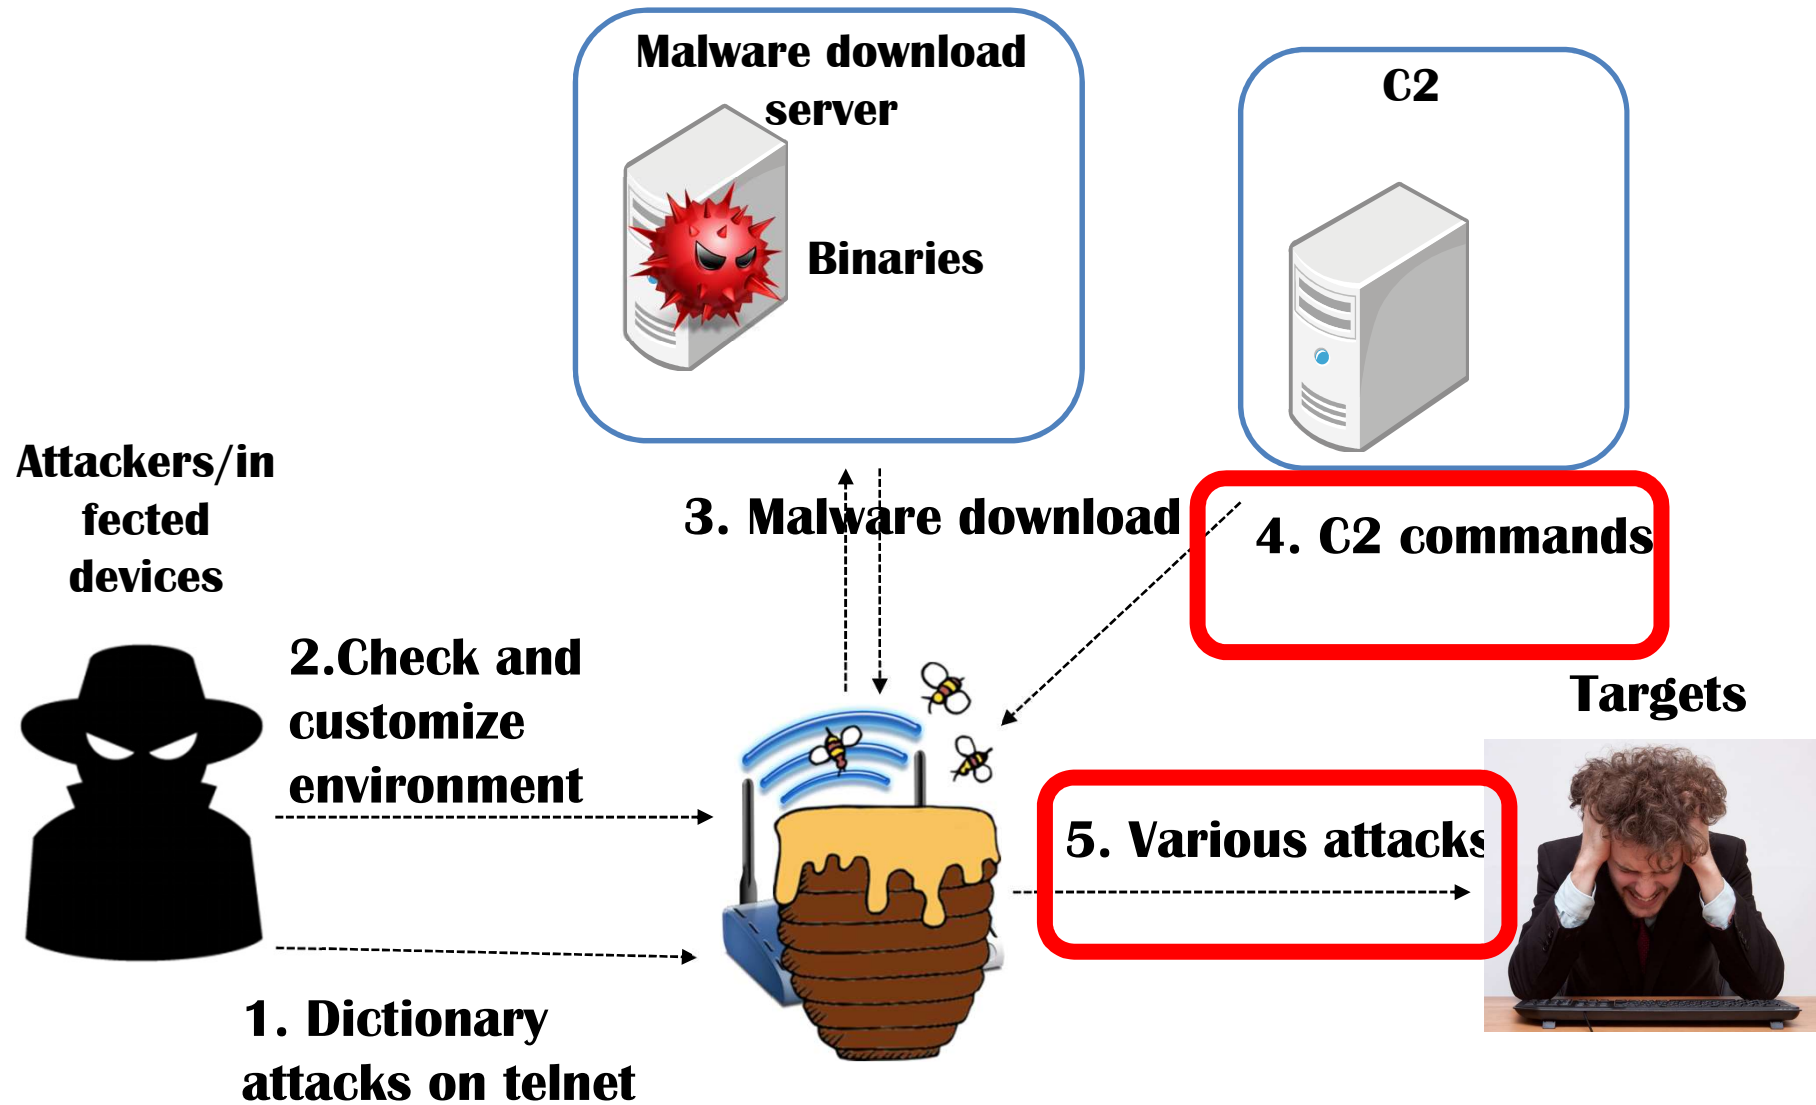 Malware download
server
C2
Binaries
Attackers/in
fected
devices
3. Malware download
4. C2 commands
2.Check and
customize
environment
Targets
5. Various attacks
1. Dictionary
attacks on telnet